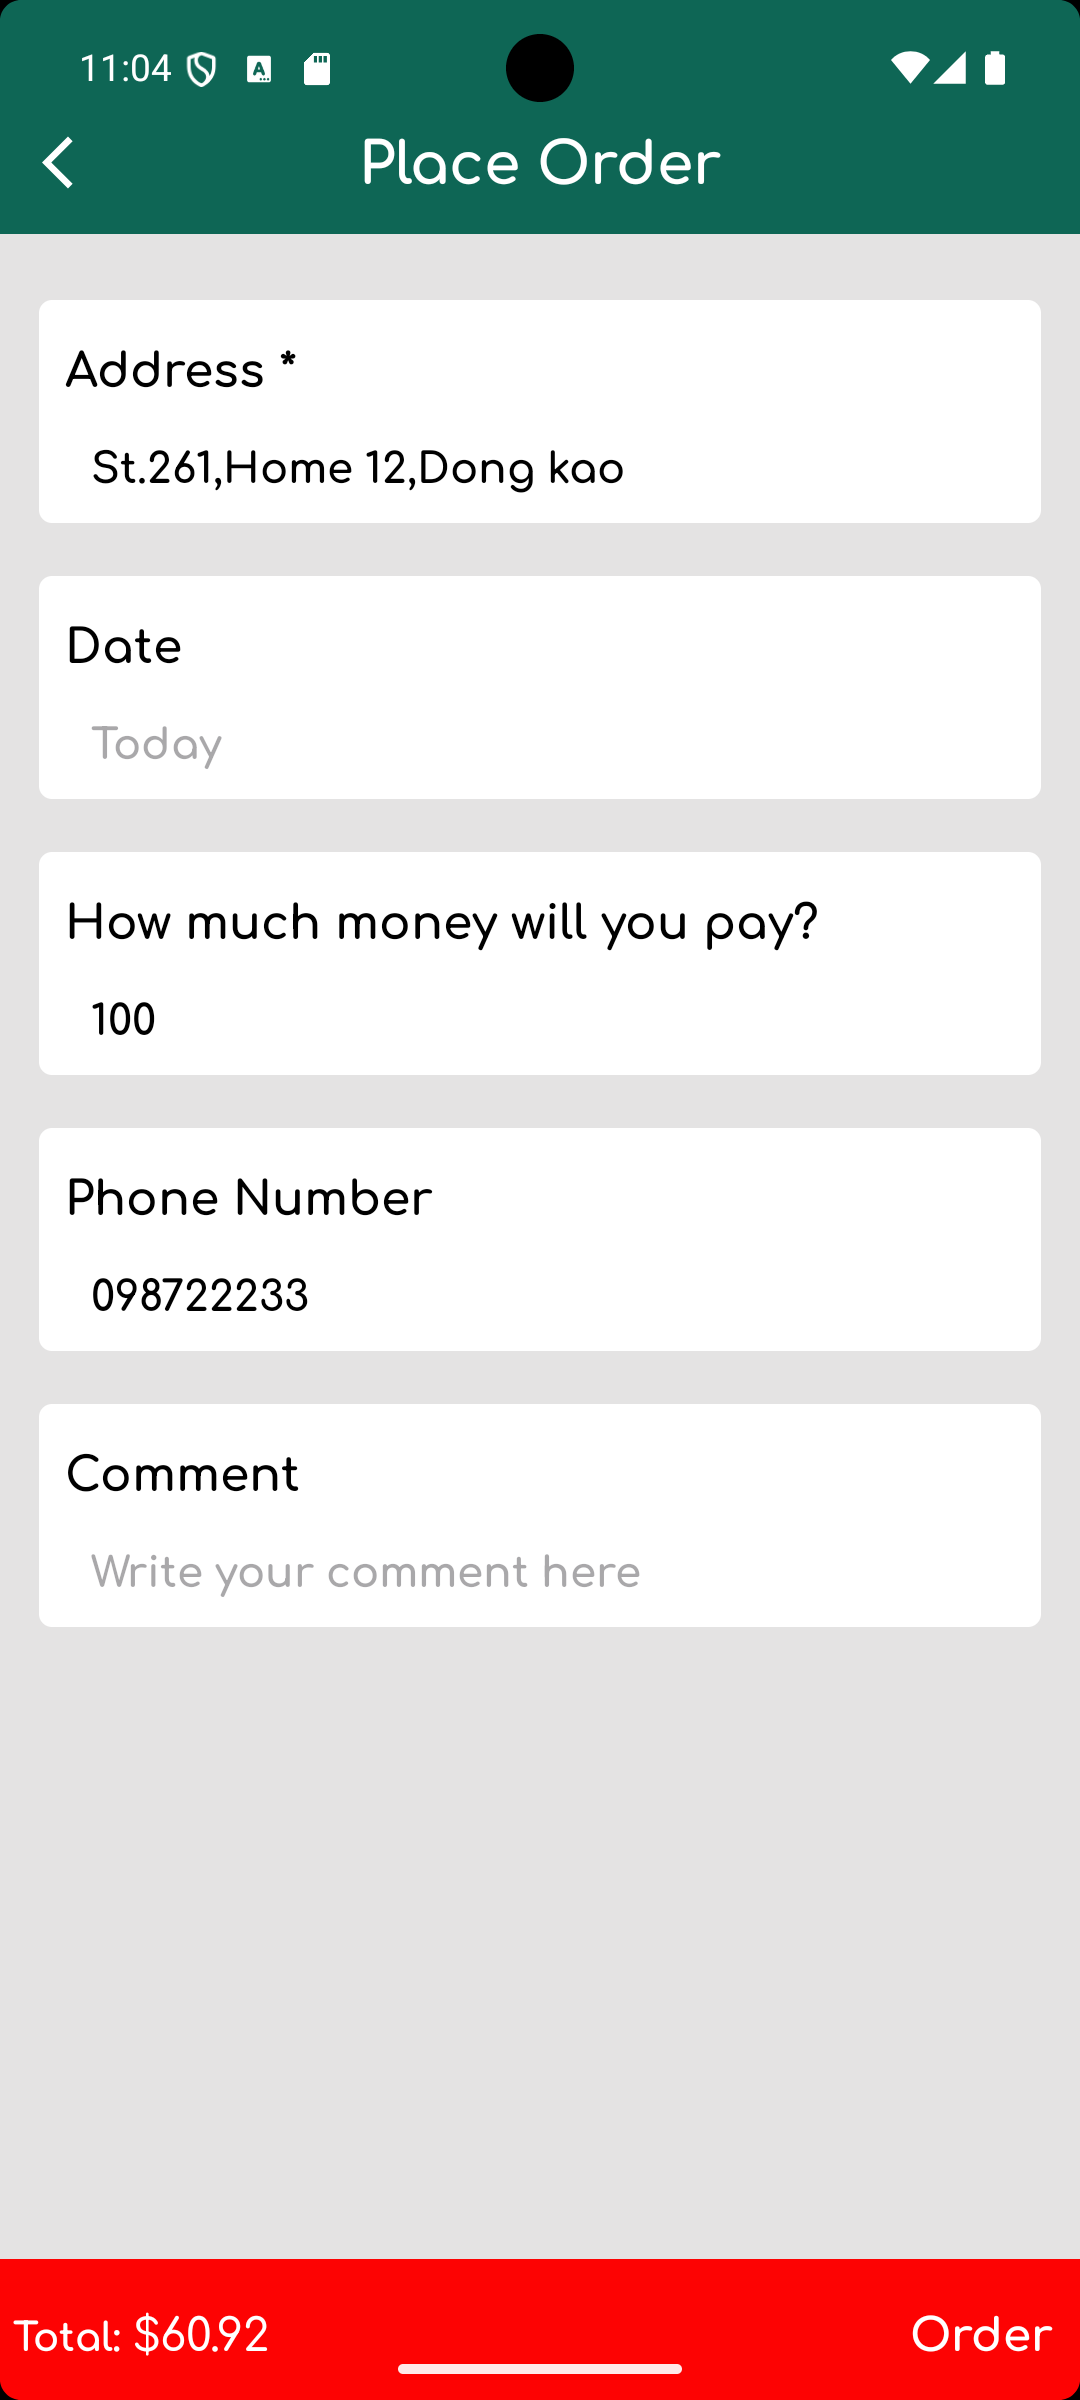 11:04
Place Order
Address *
St.261,Home 12,Dong kao
Date
Today
How much money will you pay?
100
Phone Number
098722233
Comment
Write your comment here
Total: $60.92
Order